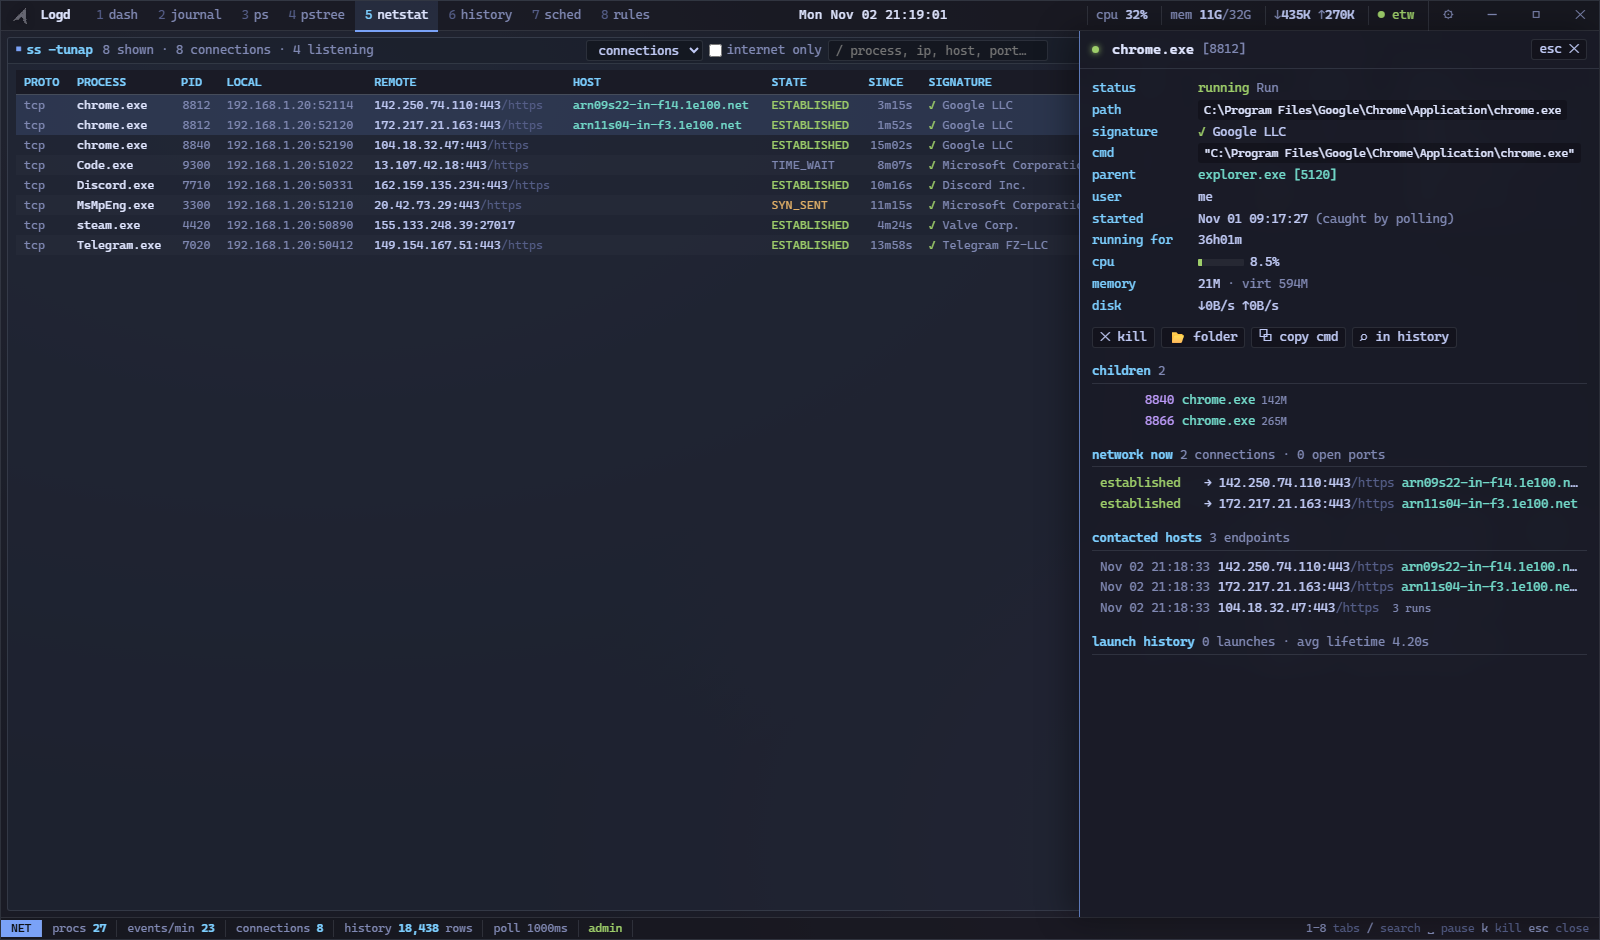 Logd 1 dash 2 journal 3 ps 4 pstree 5 netstat 6 history 7 sched 8 rules Mon Nov 02 21:19:01 cpu 32% mem 11G/32G ↓435K ↑270K ● etw
ss -tunap 8 shown · 8 connections · 4 listening connections internet only / process, ip, host, port…
PROTO PROCESS PID LOCAL REMOTE HOST STATE SINCE SIGNATURE
tcp chrome.exe 8812 192.168.1.20:52114 142.250.74.110:443/https arn09s22-in-f14.1e100.net ESTABLISHED 3m15s ✓ Google LLC
tcp chrome.exe 8812 192.168.1.20:52120 172.217.21.163:443/https arn11s04-in-f3.1e100.net ESTABLISHED 1m52s ✓ Google LLC
tcp chrome.exe 8840 192.168.1.20:52190 104.18.32.47:443/https ESTABLISHED 15m02s ✓ Google LLC
tcp Code.exe 9300 192.168.1.20:51022 13.107.42.18:443/https TIME_WAIT 8m07s ✓ Microsoft Corporatio
tcp Discord.exe 7710 192.168.1.20:50331 162.159.135.234:443/https ESTABLISHED 10m16s ✓ Discord Inc.
tcp MsMpEng.exe 3300 192.168.1.20:51210 20.42.73.29:443/https SYN_SENT 11m15s ✓ Microsoft Corporatio
tcp steam.exe 4420 192.168.1.20:50890 155.133.248.39:27017 ESTABLISHED 4m24s ✓ Valve Corp.
tcp Telegram.exe 7020 192.168.1.20:50412 149.154.167.51:443/https ESTABLISHED 13m58s ✓ Telegram FZ-LLC
chrome.exe [8812] esc ✕
status running Run
path C:\Program Files\Google\Chrome\Application\chrome.exe
signature ✓ Google LLC
cmd "C:\Program Files\Google\Chrome\Application\chrome.exe"
parent explorer.exe [5120]
user me
started Nov 01 09:17:27 (caught by polling)
running for 36h01m
cpu 8.5%
memory 21M · virt 594M
disk ↓0B/s ↑0B/s
✕ kill folder copy cmd ⌕ in history
children 2
8840 chrome.exe 142M
8866 chrome.exe 265M
network now 2 connections · 0 open ports
established → 142.250.74.110:443/https arn09s22-in-f14.1e100.n…
established → 172.217.21.163:443/https arn11s04-in-f3.1e100.net
contacted hosts 3 endpoints
Nov 02 21:18:33 142.250.74.110:443/https arn09s22-in-f14.1e100.n…
Nov 02 21:18:33 172.217.21.163:443/https arn11s04-in-f3.1e100.ne…
Nov 02 21:18:33 104.18.32.47:443/https 3 runs
launch history 0 launches · avg lifetime 4.20s
NET procs 27 events/min 23 connections 8 history 18,438 rows poll 1000ms admin 1-8 tabs / search ␣ pause k kill esc close